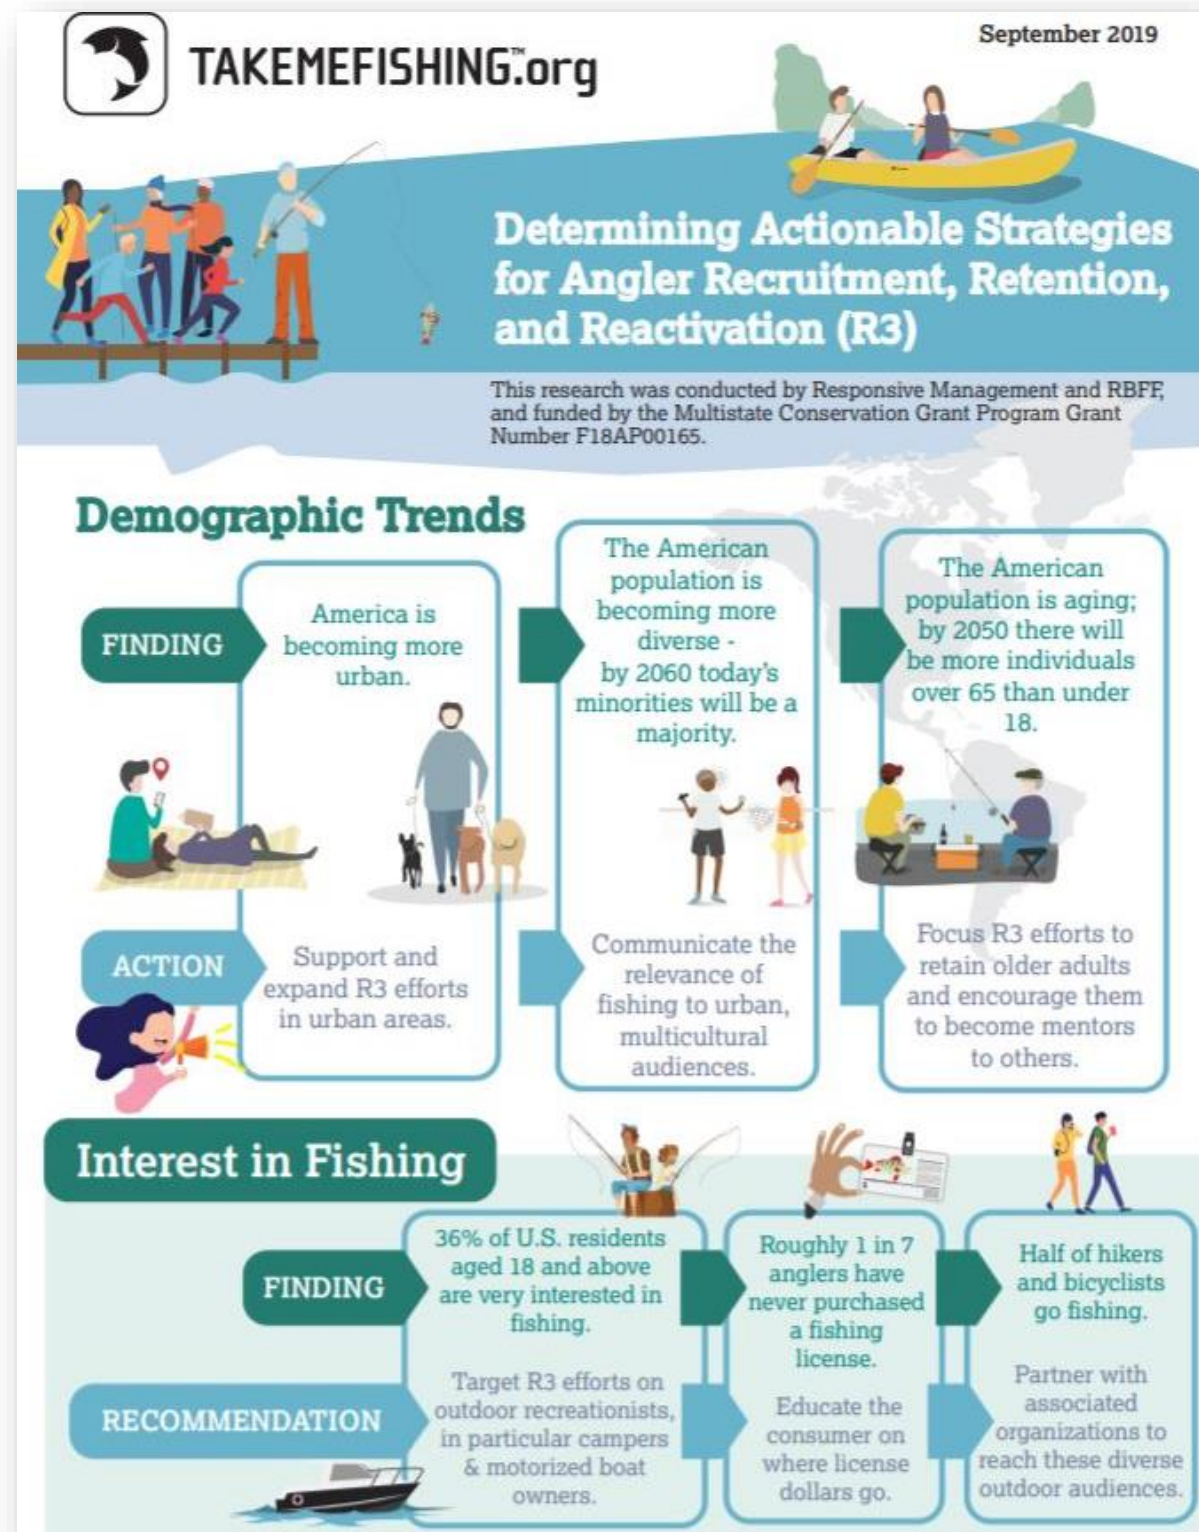 TAKEMEFISHING™.org
September 2019
Determining Actionable Strategies
for Angler Recruitment, Retention,
and Reactivation (R3)
This research was conducted by Responsive Management and RBFF,
and funded by the Multistate Conservation Grant Program Grant
Number F18AP00165.
Demographic Trends
FINDING
America is
becoming more
urban.
The American
population is
becoming more
diverse -
by 2060 today's
minorities will be a
majority.
The American
population is aging;
by 2050 there will
be more individuals
over 65 than under
18.
ACTION
Support and
expand R3 efforts
in urban areas.
Communicate the
relevance of
fishing to urban,
multicultural
audiences.
Focus R3 efforts to
retain older adults
and encourage them
to become mentors
to others.
Interest in Fishing
FINDING
36% of U.S. residents
aged 18 and above
are very interested in
fishing.
Roughly 1 in 7
anglers have
never purchased
a fishing
license.
Half of hikers
and bicyclists
go fishing.
RECOMMENDATION
Target R3 efforts on
outdoor recreationists,
in particular campers
& motorized boat
owners.
Educate the
consumer on
where license
dollars go.
Partner with
associated
organizations to
reach these diverse
outdoor audiences.